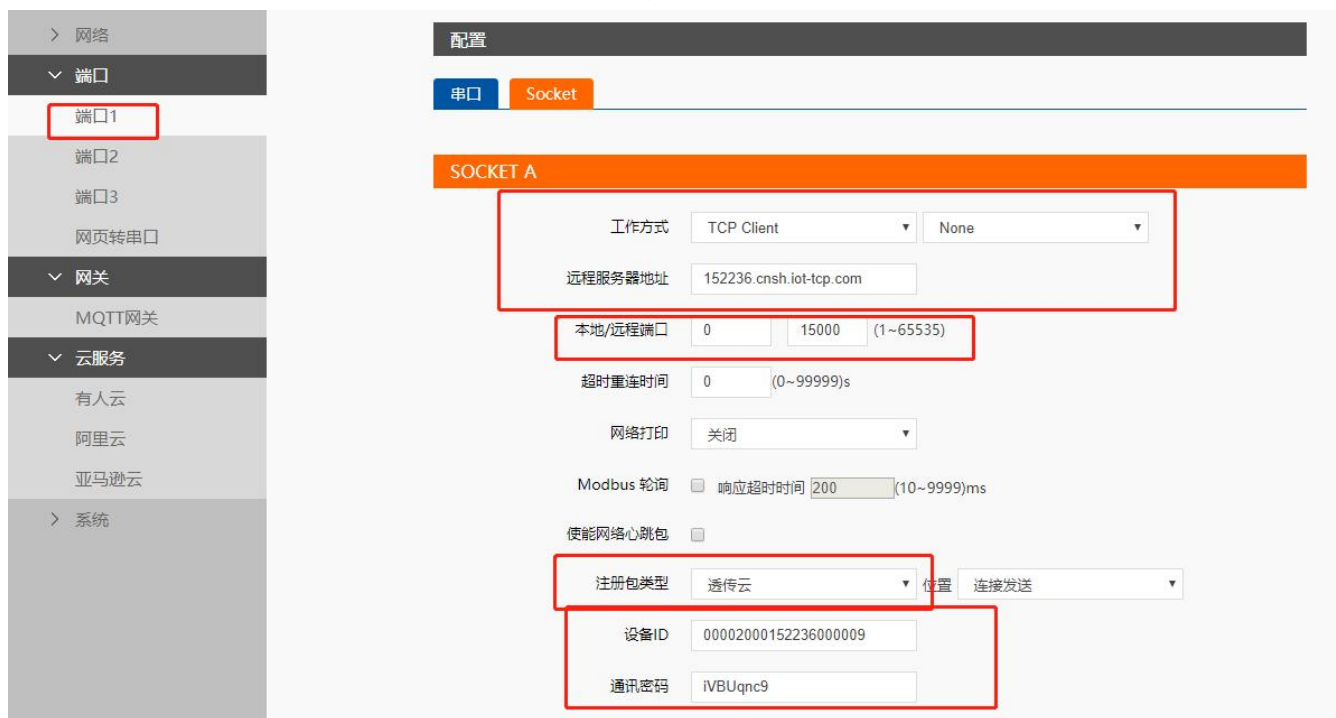 网络
端口
端口1
端口2
端口3
网页转串口
网关
MQTT网关
云服务
有人云
阿里云
亚马逊云
系统
配置
串口 Socket
SOCKET A
工作方式 TCP Client None
远程服务器地址 152236.cnsh.iot-tcp.com
本地/远程端口 0 15000 (1~65535)
超时重连时间 0 (0~99999)s
网络打印 关闭
Modbus 轮询 响应超时时间 200 (10~9999)ms
使能网络心跳包
注册包类型 透传云 位置 连接发送
设备ID 00002000152236000009
通讯密码 iVBUqnc9